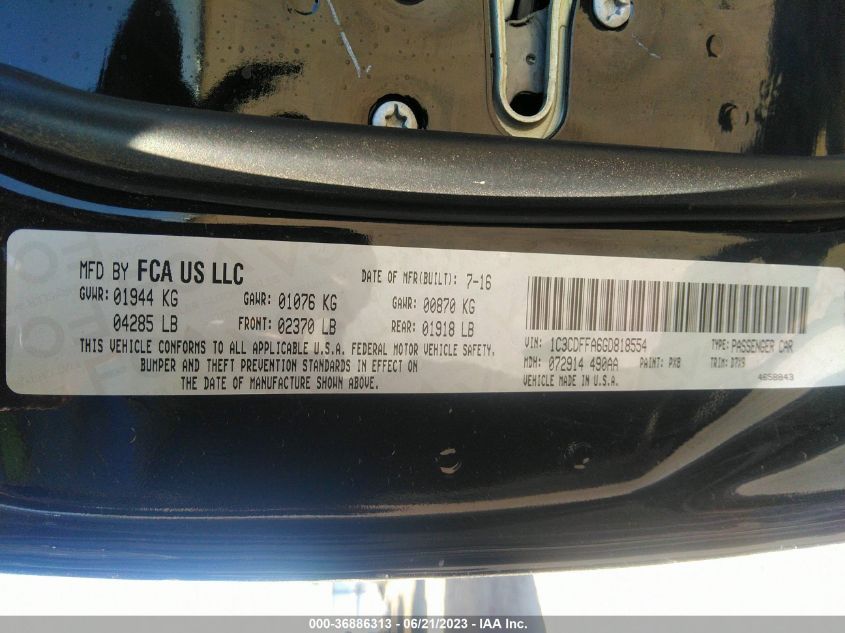 MFD BY FCA US LLC
DATE OF MFR(BUILT): 7-16
GVWR: 01944 KG GAWR: 01076 KG GAWR: 00870 KG
04285 LB FRONT: 02370 LB REAR: 01918 LB
THIS VEHICLE CONFORMS TO ALL APPLICABLE U.S.A. FEDERAL MOTOR VEHICLE SAFETY,
BUMPER AND THEFT PREVENTION STANDARDS IN EFFECT ON
THE DATE OF MANUFACTURE SHOWN ABOVE.
VIN: 1C3CDFFA6GD818554 TYPE: PASSENGER CAR
MDH: 072914 490AA PAINT: PX8 TRIM: D7X9
VEHICLE MADE IN U.S.A. 4658843
000-36886313 - 06/21/2023 - IAA Inc.